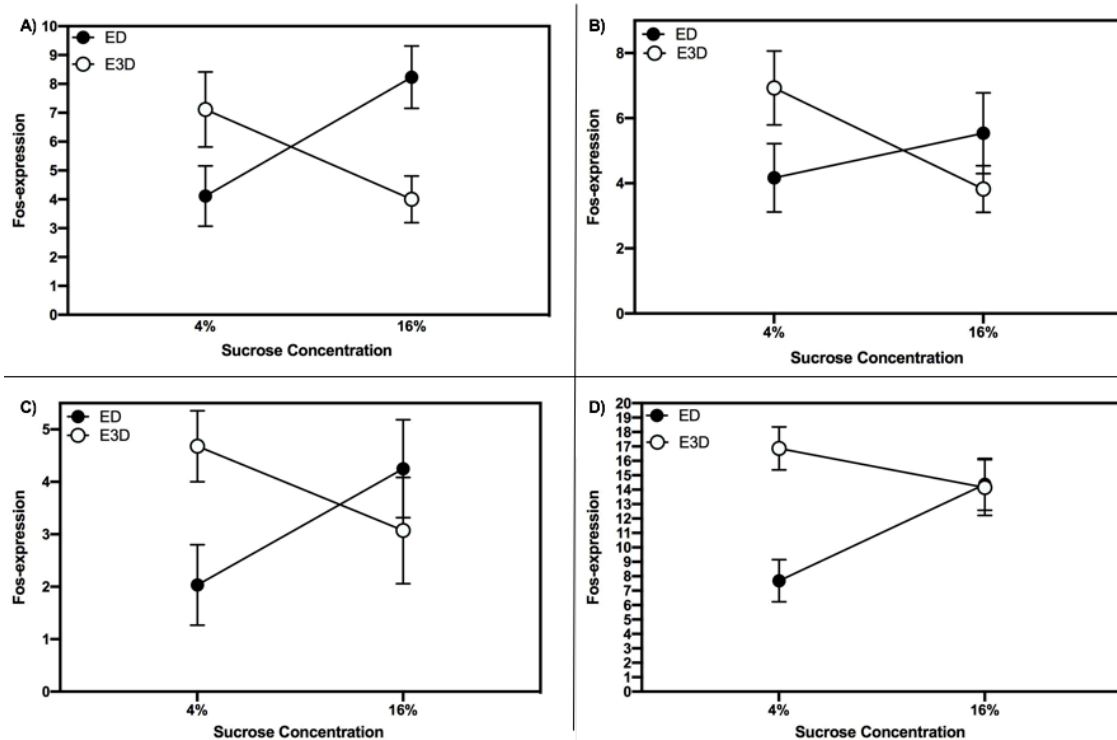 A)
ED
E3D
10
9
8
7
6
5
4
3
2
1
0
Fos-expression
4% 16%
Sucrose Concentration
B)
ED
E3D
8
6
4
2
0
Fos-expression
4% 16%
Sucrose Concentration
C)
ED
E3D
5
4
3
2
1
0
Fos-expression
4% 16%
Sucrose Concentration
D)
ED
E3D
20
19
18
17
16
15
14
13
12
11
10
9
8
7
6
5
4
3
2
1
0
Fos-expression
4% 16%
Sucrose Concentration